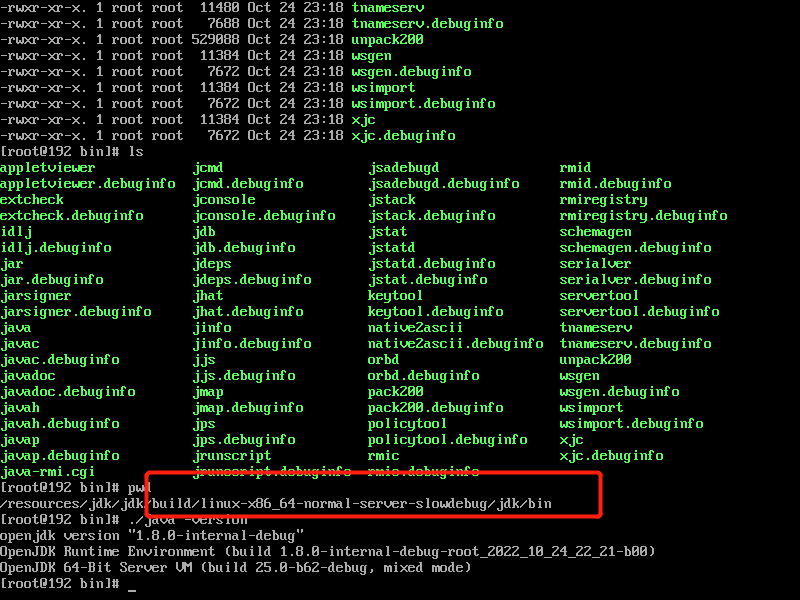 -rwxr-xr-x. 1 root root  11480 Oct 24 23:18 tnameserv
-rwxr-xr-x. 1 root root   7688 Oct 24 23:18 tnameserv.debuginfo
-rwxr-xr-x. 1 root root 529088 Oct 24 23:18 unpack200
-rwxr-xr-x. 1 root root  11384 Oct 24 23:18 wsgen
-rwxr-xr-x. 1 root root   7672 Oct 24 23:18 wsgen.debuginfo
-rwxr-xr-x. 1 root root  11384 Oct 24 23:18 wsimport
-rwxr-xr-x. 1 root root   7672 Oct 24 23:18 wsimport.debuginfo
-rwxr-xr-x. 1 root root  11384 Oct 24 23:18 xjc
-rwxr-xr-x. 1 root root   7672 Oct 24 23:18 xjc.debuginfo
[root@192 bin]# ls
appletviewer            jcmd                  jsadebugd               rmid
appletviewer.debuginfo  jcmd.debuginfo        jsadebugd.debuginfo     rmid.debuginfo
extcheck                jconsole              jstack                  rmiregistry
extcheck.debuginfo      jconsole.debuginfo    jstack.debuginfo        rmiregistry.debuginfo
idlj                    jdb                   jstat                   schemagen
idlj.debuginfo          jdb.debuginfo         jstatd                  schemagen.debuginfo
jar                     jdeps                 jstatd.debuginfo        serialver
jar.debuginfo           jdeps.debuginfo       jstat.debuginfo         serialver.debuginfo
jarsigner               jhat                  keytool                 servertool
jarsigner.debuginfo     jhat.debuginfo        keytool.debuginfo       servertool.debuginfo
java                    jinfo                 native2ascii            tnameserv
javac                   jinfo.debuginfo       native2ascii.debuginfo  tnameserv.debuginfo
javac.debuginfo         jjs                   orbd                    unpack200
javadoc                 jjs.debuginfo         orbd.debuginfo          wsgen
javadoc.debuginfo       jmap                  pack200                 wsgen.debuginfo
javah                   jmap.debuginfo        pack200.debuginfo       wsimport
javah.debuginfo         jps                   policytool              wsimport.debuginfo
javap                   jps.debuginfo         policytool.debuginfo    xjc
javap.debuginfo         jrunscript            rmic                    xjc.debuginfo
java-rmi.cgi            jrunscript.debuginfo  rmic.debuginfo
[root@192 bin]# pwd
/resources/jdk/jdk/build/linux-x86_64-normal-server-slowdebug/jdk/bin
[root@192 bin]# ./java -version
openjdk version "1.8.0-internal-debug"
OpenJDK Runtime Environment (build 1.8.0-internal-debug-root_2022_10_24_22_21-b00)
OpenJDK 64-Bit Server VM (build 25.0-b62-debug, mixed mode)
[root@192 bin]# _